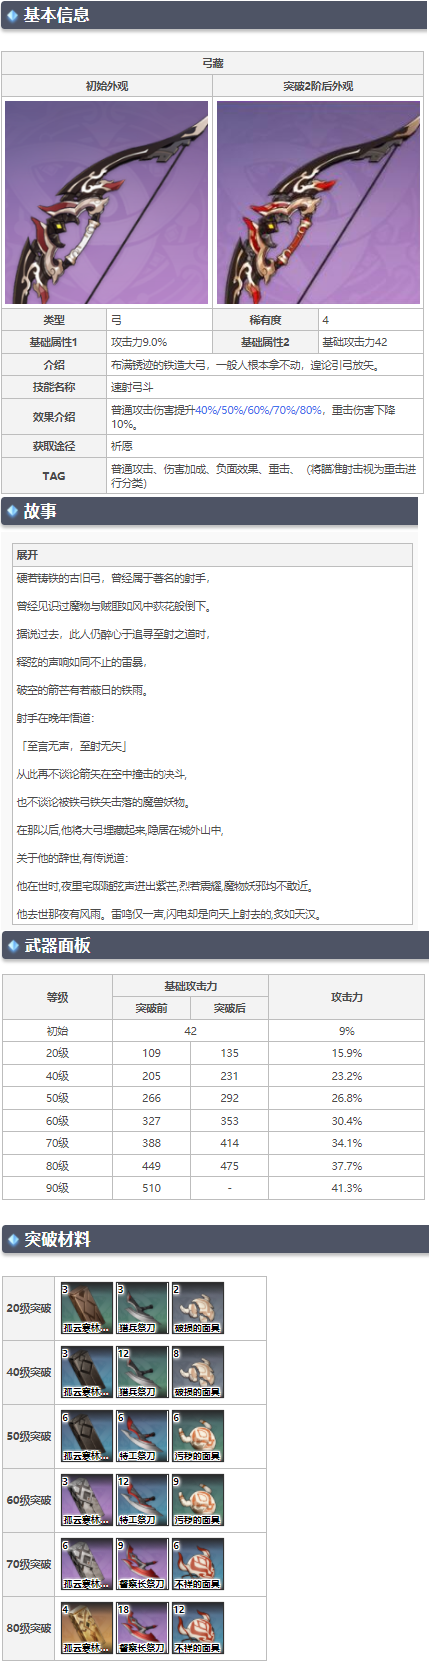 基本信息
弓藏
初始外观 突破2阶后外观
类型 弓 稀有度 4
基础属性1 攻击力9.0% 基础属性2 基础攻击力42
介绍 布满锈迹的铁造大弓，一般人根本拿不动，遑论引弓放矢。
技能名称 速射弓斗
效果介绍 普通攻击伤害提升40%/50%/60%/70%/80%，重击伤害下降
10%。
获取途径 祈愿
TAG 普通攻击、伤害加成、负面效果、重击、（将瞄准射击视为重击进
行分类）
故事
展开
硬若铸铁的古旧弓，曾经属于著名的射手，
曾经见识过魔物与贼匪如风中荻花般倒下。
据说过去，此人仍醉心于追寻至射之道时，
释弦的声响如同不止的雷暴，
破空的箭芒有若蔽日的铁雨。
射手在晚年悟道：
「至言无声，至射无矢」
从此再不谈论箭矢在空中撞击的决斗,
也不谈论被铁弓铁矢击落的魔兽妖物。
在那以后,他将大弓埋藏起来,隐居在城外山中,
关于他的辞世,有传说道：
他在世时,夜里宅邸随弦声迸出紫芒,烈若震耀,魔物妖邪均不敢近。
他去世那夜有风雨。雷鸣仅一声,闪电却是向天上射去的,炙如天汉。
武器面板
等级 基础攻击力 攻击力
突破前 突破后
初始 42 9%
20级 109 135 15.9%
40级 205 231 23.2%
50级 266 292 26.8%
60级 327 353 30.4%
70级 388 414 34.1%
80级 449 475 37.7%
90级 510 - 41.3%
突破材料
20级突破 3 孤云寒林... 3 猎兵祭刀 2 破损的面具
40级突破 3 孤云寒林... 12 猎兵祭刀 8 破损的面具
50级突破 6 孤云寒林... 6 特工祭刀 6 污秽的面具
60级突破 3 孤云寒林... 12 特工祭刀 9 污秽的面具
70级突破 6 孤云寒林... 9 督察长祭刀 6 不祥的面具
80级突破 4 孤云寒林... 18 督察长祭刀 12 不祥的面具